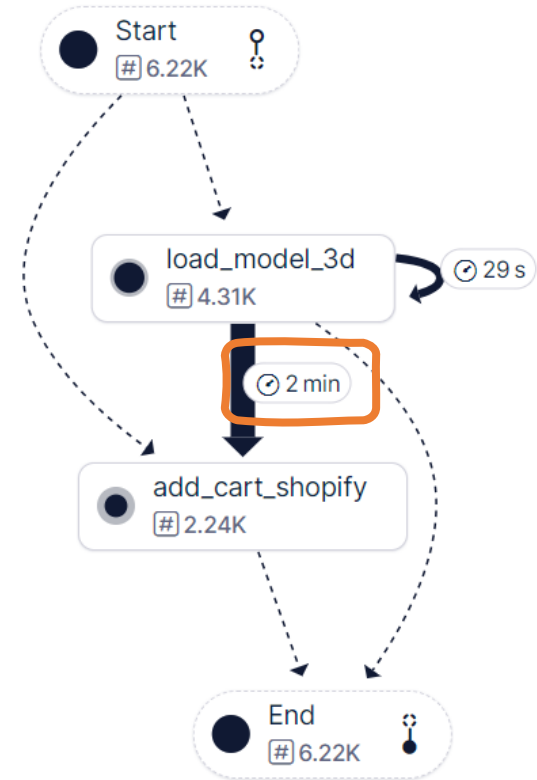 Start
# 6.22K
load_model_3d
# 4.31K
29 s
2 min
add_cart_shopify
# 2.24K
End
# 6.22K